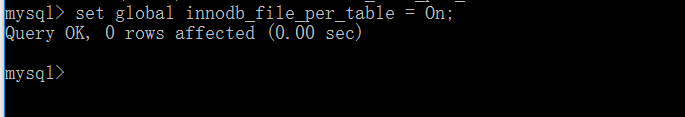 mysql> set global innodb_file_per_table = On;
Query OK, 0 rows affected (0.00 sec)
mysql>